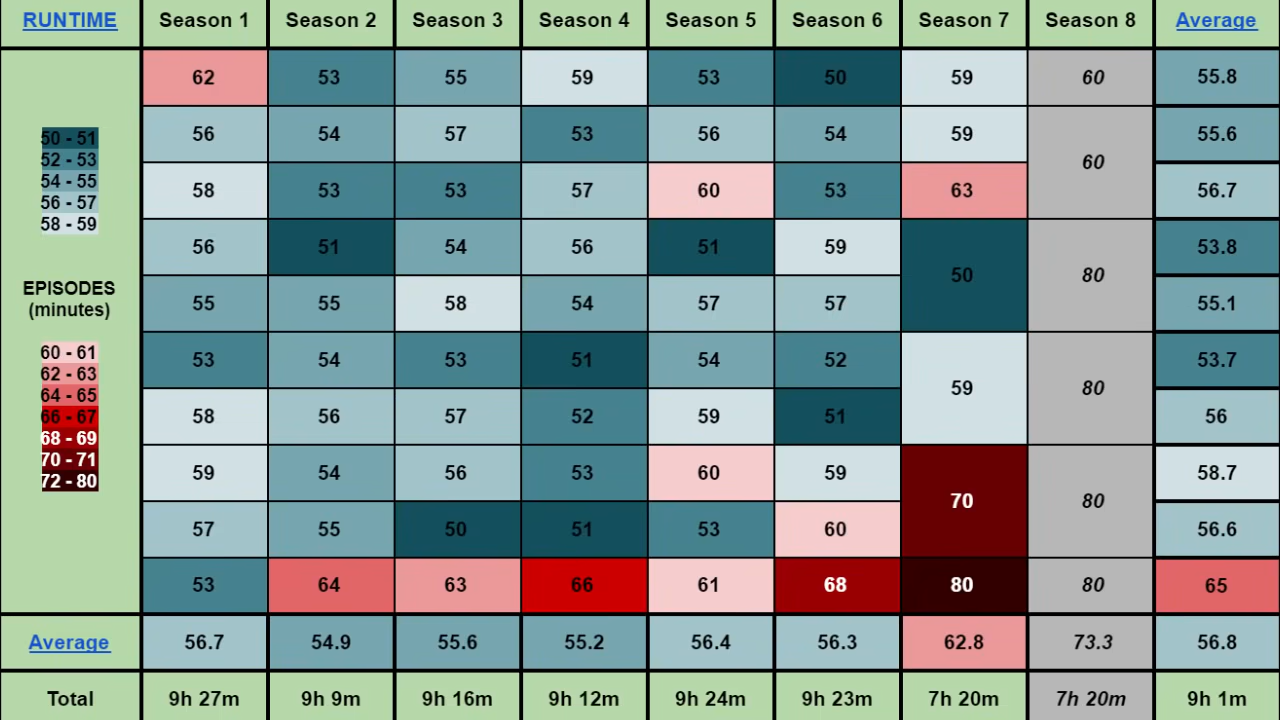 RUNTIME Season 1 Season 2 Season 3 Season 4 Season 5 Season 6 Season 7 Season 8 Average
62 53 55 59 53 50 59 60 55.8
50 - 51
52 - 53
54 - 55
56 - 57
58 - 59
EPISODES
(minutes)
60 - 61
62 - 63
64 - 65
66 - 67
68 - 69
70 - 71
72 - 80
56 54 57 53 56 54 59 60 55.6
58 53 53 57 60 53 63 56.7
56 51 54 56 51 59 50 80 53.8
55 55 58 54 57 57 55.1
53 54 53 51 54 52 59 80 53.7
58 56 57 52 59 51 56
59 54 56 53 60 59 70 80 58.7
57 55 50 51 53 60 56.6
53 64 63 66 61 68 80 80 65
Average 56.7 54.9 55.6 55.2 56.4 56.3 62.8 73.3 56.8
Total 9h 27m 9h 9m 9h 16m 9h 12m 9h 24m 9h 23m 7h 20m 7h 20m 9h 1m